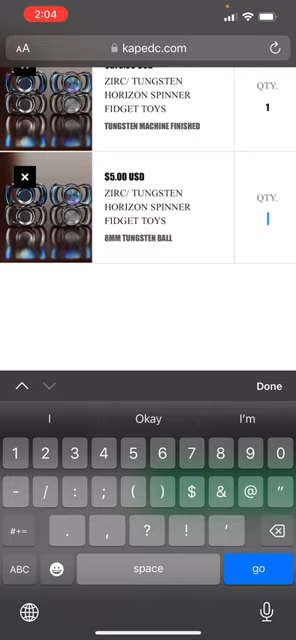 2:04
AA
kapedc.com
ZIRC/ TUNGSTEN
HORIZON SPINNER
FIDGET TOYS
TUNGSTEN MACHINE FINISHED
QTY.
1
$5.00 USD
ZIRC/ TUNGSTEN
HORIZON SPINNER
FIDGET TOYS
8MM TUNGSTEN BALL
QTY.
Done
I Okay I'm
1 2 3 4 5 6 7 8 9 0
- / : ; ( ) $ & @ "
#+= . , ? ! '
ABC space go